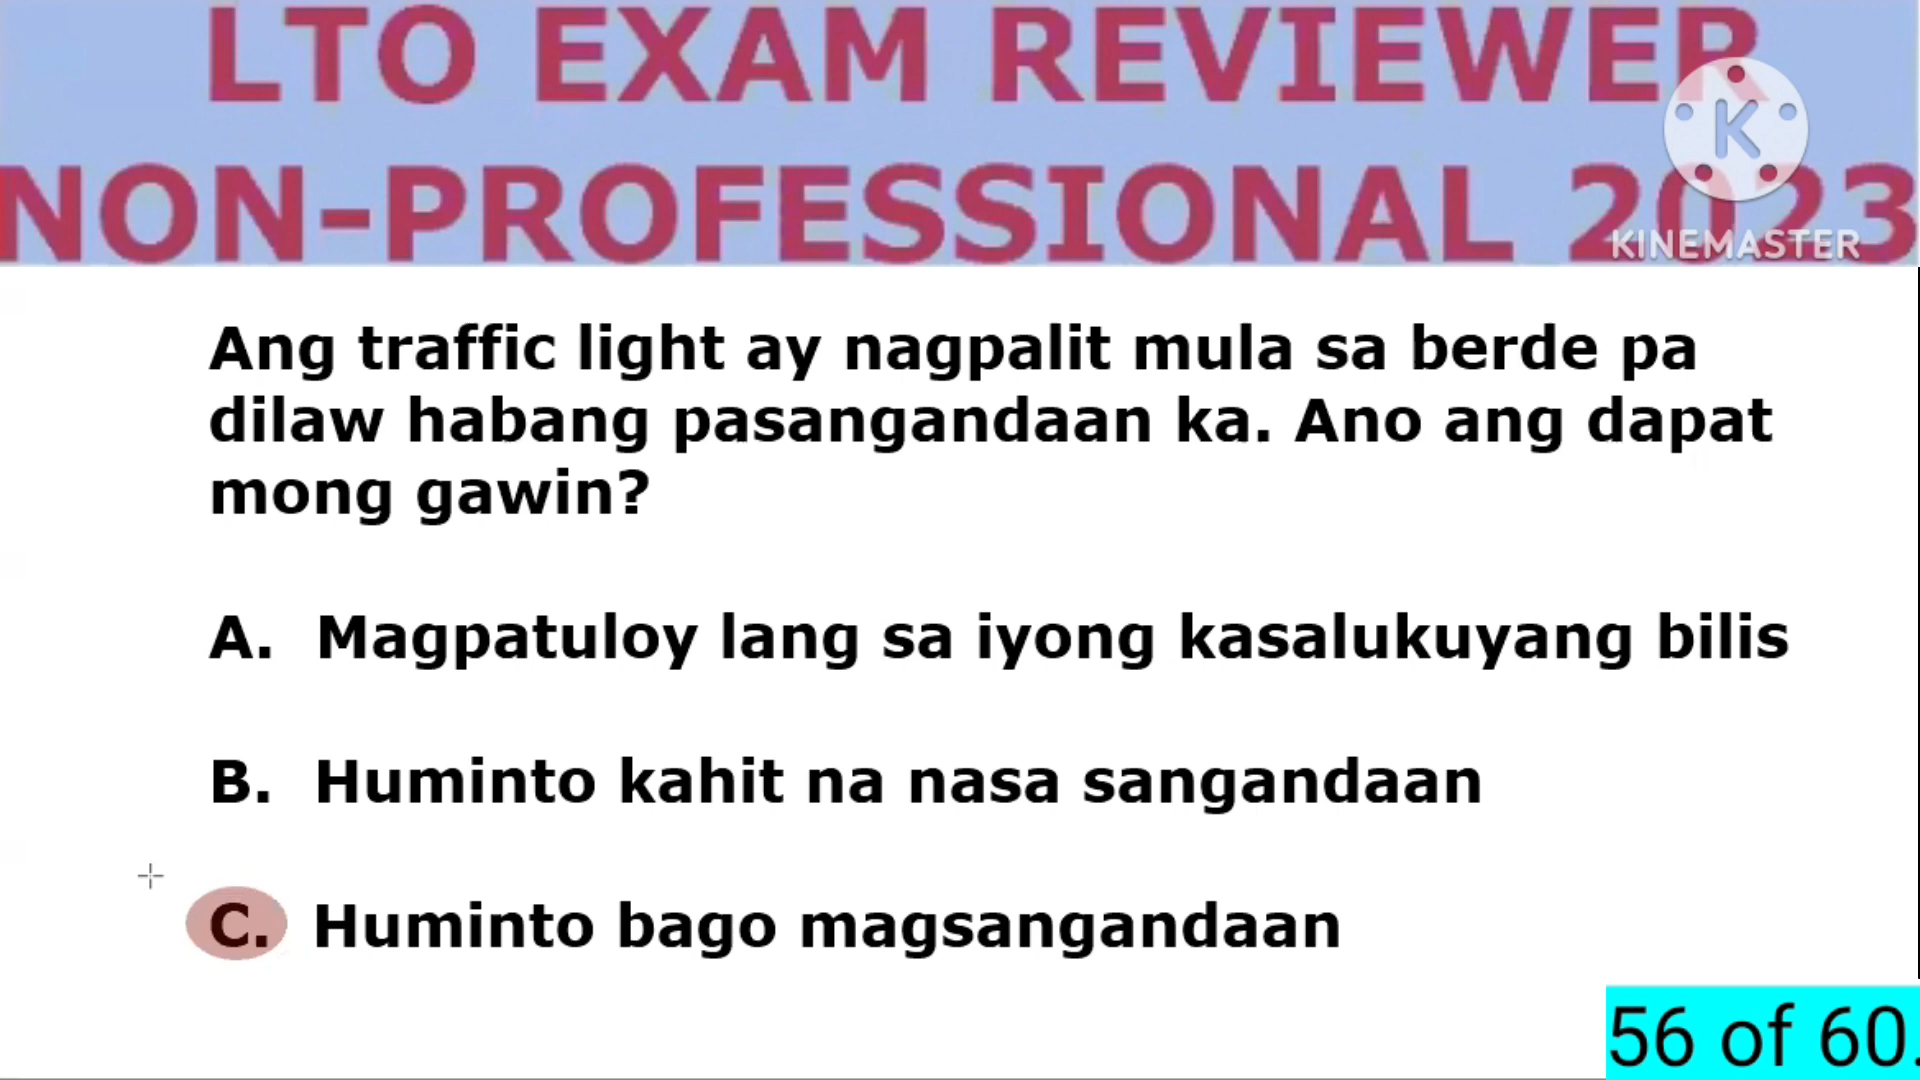 LTO EXAM REVIEWER
NON-PROFESSIONAL 2023
K
KINEMASTER
Ang traffic light ay nagpalit mula sa berde pa
dilaw habang pasangandaan ka. Ano ang dapat
mong gawin?
A. Magpatuloy lang sa iyong kasalukuyang bilis
B. Huminto kahit na nasa sangandaan
C. Huminto bago magsangandaan
56 of 60.